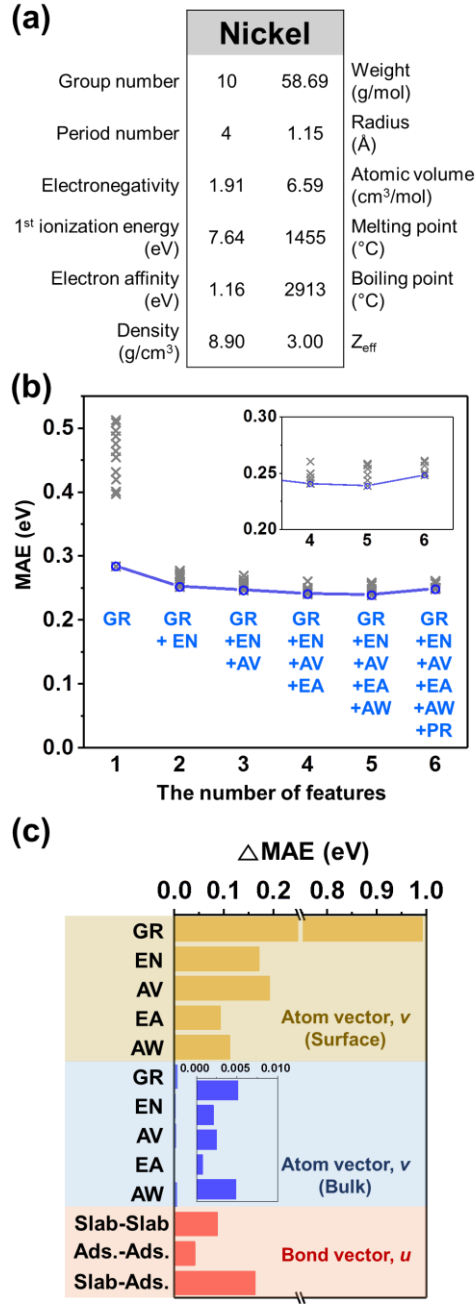 (a)
Nickel
Group number 10 58.69 Weight (g/mol)
Period number 4 1.15 Radius (Å)
Electronegativity 1.91 6.59 Atomic volume (cm³/mol)
1st ionization energy (eV) 7.64 1455 Melting point (°C)
Electron affinity (eV) 1.16 2913 Boiling point (°C)
Density (g/cm³) 8.90 3.00 Zeff
(b)
MAE (eV)
0.5
0.4
0.3
0.2
0.1
0.0
0.30
0.25
0.20
4 5 6
GR
GR
+ EN
GR
+EN
+AV
GR
+EN
+AV
+EA
GR
+EN
+AV
+EA
+AW
GR
+EN
+AV
+EA
+AW
+PR
1 2 3 4 5 6
The number of features
(c)
△MAE (eV)
0.0 0.1 0.2 0.8 0.9 1.0
GR
EN
AV
EA
AW
Atom vector, v
(Surface)
GR
EN
AV
EA
AW
0.000 0.005 0.010
Atom vector, v
(Bulk)
Slab-Slab
Ads.-Ads.
Slab-Ads.
Bond vector, u